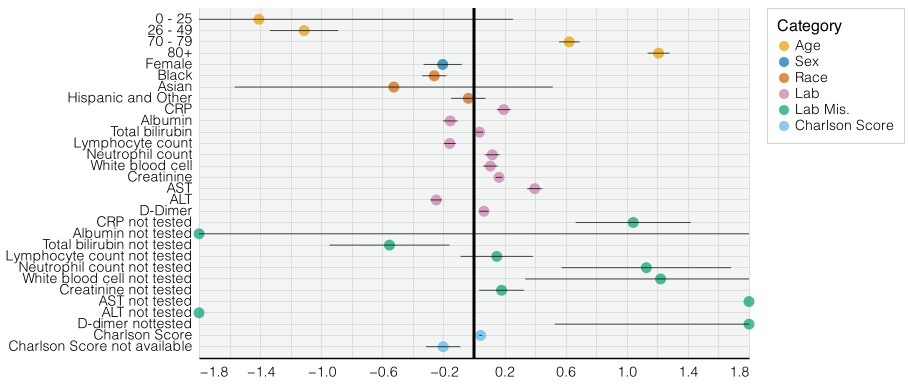 0 - 25
26 - 49
70 - 79
80+
Female
Black
Asian
Hispanic and Other
CRP
Albumin
Total bilirubin
Lymphocyte count
Neutrophil count
White blood cell
Creatinine
AST
ALT
D-Dimer
CRP not tested
Albumin not tested
Total bilirubin not tested
Lymphocyte count not tested
Neutrophil count not tested
White blood cell not tested
Creatinine not tested
AST not tested
ALT not tested
D-dimer nottested
Charlson Score
Charlson Score not available
−1.8 −1.4 −1.0 −0.6 −0.2 0.2 0.6 1.0 1.4 1.8
Category
Age
Sex
Race
Lab
Lab Mis.
Charlson Score